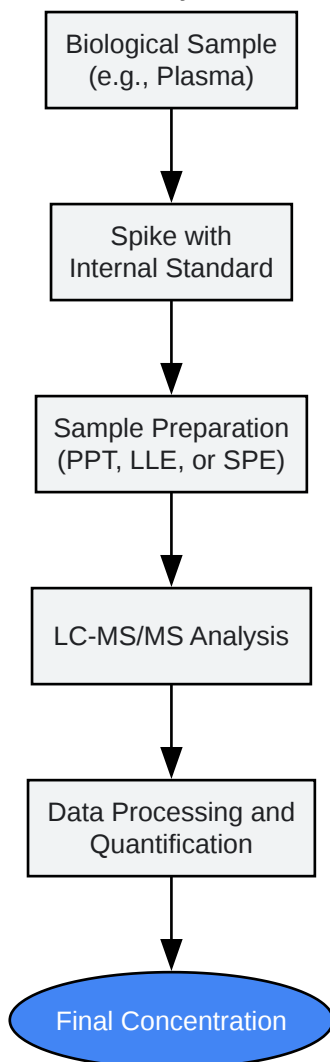 Biological Sample
(e.g., Plasma)
Spike with
Internal Standard
Sample Preparation
(PPT, LLE, or SPE)
LC-MS/MS Analysis
Data Processing and
Quantification
Final Concentration